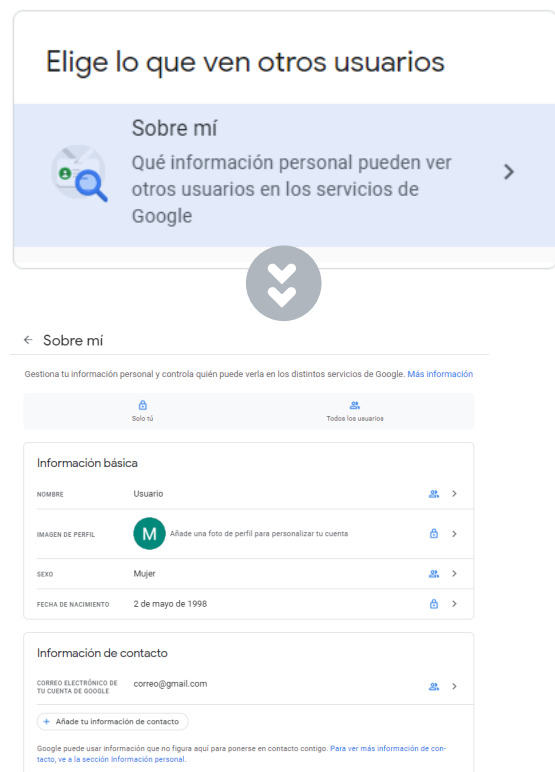 Elige lo que ven otros usuarios
Sobre mí
Qué información personal pueden ver
otros usuarios en los servicios de
Google
Sobre mí
Gestiona tu información personal y controla quién puede verla en los distintos servicios de Google. Más información
Solo tú
Todos los usuarios
Información básica
NOMBRE
Usuario
IMAGEN DE PERFIL
M
Añade una foto de perfil para personalizar tu cuenta
SEXO
Mujer
FECHA DE NACIMIENTO
2 de mayo de 1998
Información de contacto
CORREO ELECTRÓNICO DE
TU CUENTA DE GOOGLE
correo@gmail.com
+ Añade tu información de contacto
Google puede usar información que no figura aquí para ponerse en contacto contigo. Para ver más información de con-
tacto, ve a la sección Información personal.